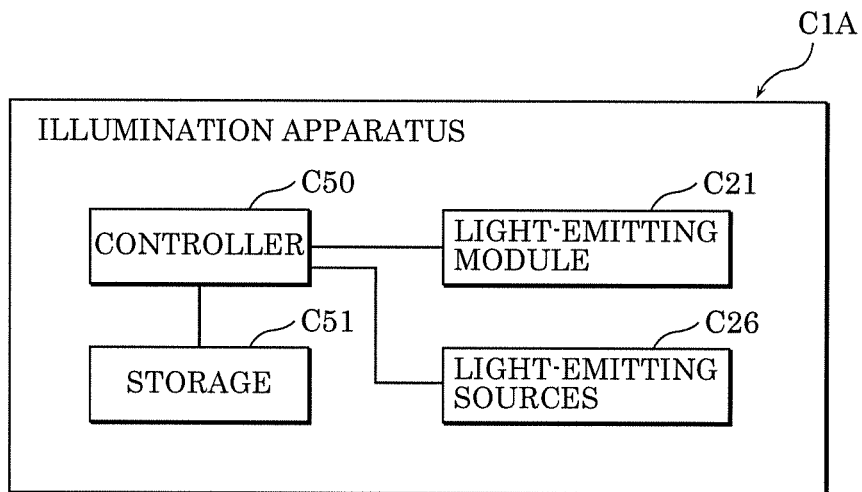 C1A
ILLUMINATION APPARATUS
C50
C21
CONTROLLER
LIGHT-EMITTING
MODULE
C51
C26
STORAGE
LIGHT-EMITTING
SOURCES